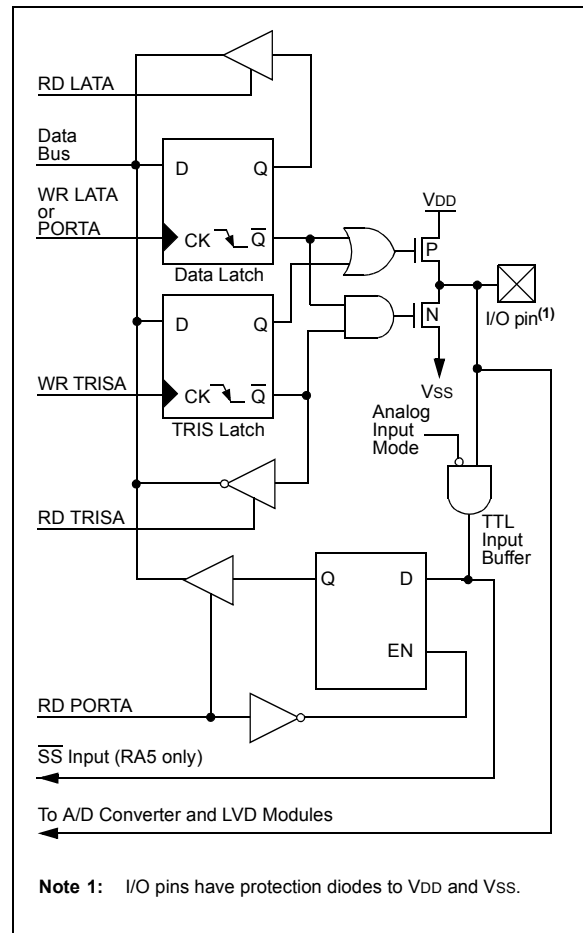 RD LATA
Data
Bus
D Q
WR LATA
or
PORTA
CK Q̅
Data Latch
VDD
P
N
I/O pin(1)
VSS
D Q
WR TRISA
CK Q̅
TRIS Latch
Analog
Input
Mode
TTL
Input
Buffer
RD TRISA
Q D
EN
RD PORTA
S̅S̅ Input (RA5 only)
To A/D Converter and LVD Modules
Note 1: I/O pins have protection diodes to VDD and VSS.